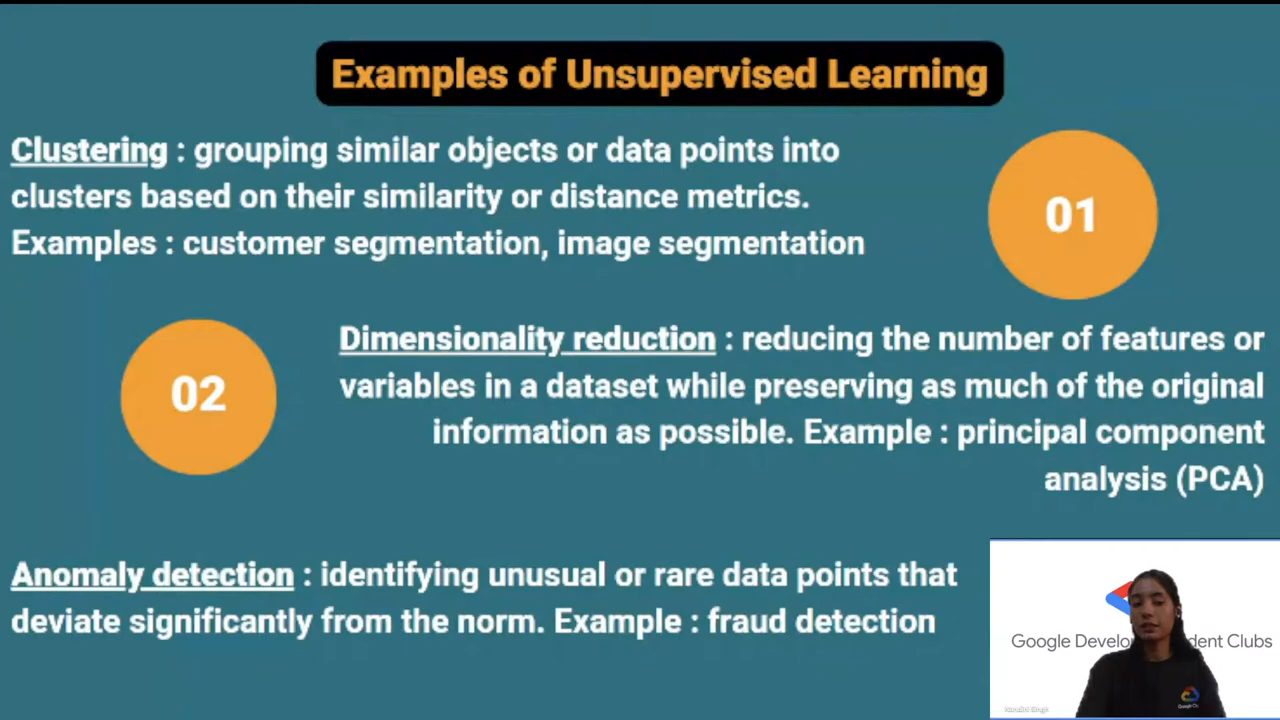 Examples of Unsupervised Learning
Clustering : grouping similar objects or data points into
clusters based on their similarity or distance metrics.
Examples : customer segmentation, image segmentation
01
02
Dimensionality reduction : reducing the number of features or
variables in a dataset while preserving as much of the original
information as possible. Example : principal component
analysis (PCA)
Anomaly detection : identifying unusual or rare data points that
deviate significantly from the norm. Example : fraud detection
Google Develo dent Clubs
Singh